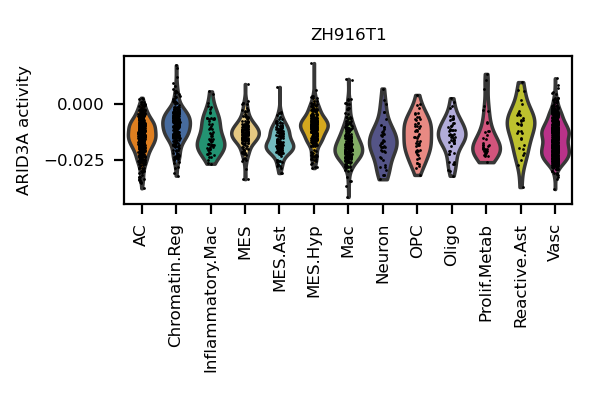 ZH916T1
ARID3A activity
0.000
−0.025
AC
Chromatin.Reg
Inflammatory.Mac
MES
MES.Ast
MES.Hyp
Mac
Neuron
OPC
Oligo
Prolif.Metab
Reactive.Ast
Vasc